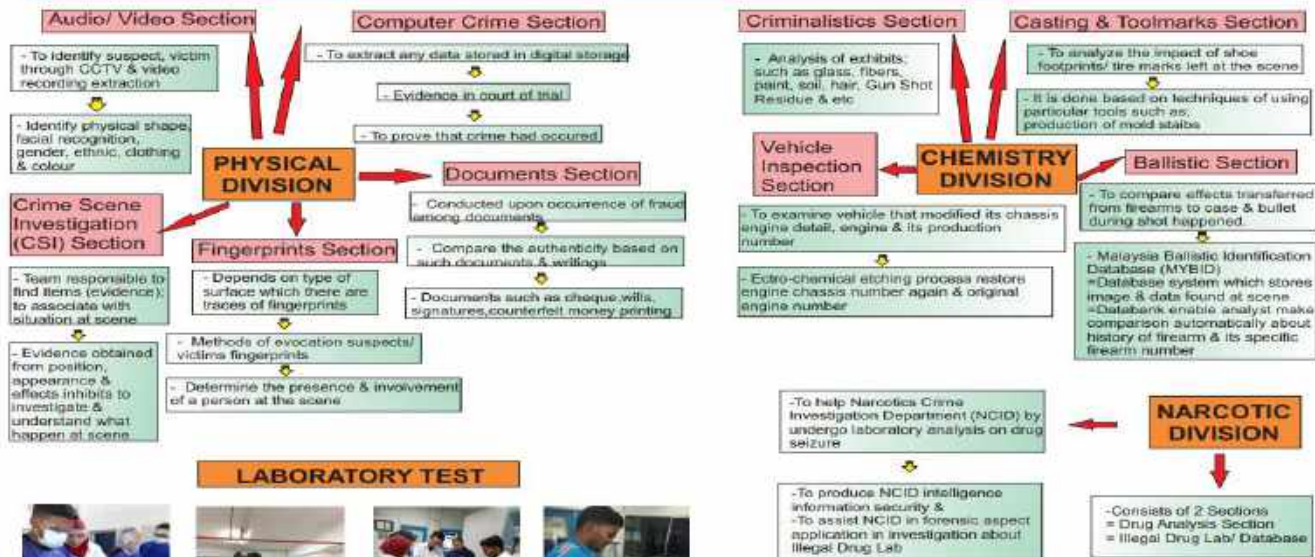 Audio/ Video Section
- To identify suspect, victim
through CCTV & video
recording extraction
- Identify physical shape,
facial recognition,
gender, ethnic, clothing
& colour
Computer Crime Section
- To extract any data stored in digital storage
- Evidence in court of trial
- To prove that crime had occured
PHYSICAL
DIVISION
Documents Section
- Conducted upon occurrence of fraud
among documents
- Compare the authenticity based on
such documents & writings
- Documents such as cheque,wills,
signatures,counterfeit money printing
Crime Scene
Investigation
(CSI) Section
- Team responsible to
find items (evidence);
to associate with
situation at scene
- Evidence obtained
from position,
appearance &
effects inhibits to
investigate &
understand what
happen at scene
Fingerprints Section
- Depends on type of
surface which there are
traces of fingerprints
- Methods of evocation suspects/
victims fingerprints
- Determine the presence & involvement
of a person at the scene
LABORATORY TEST
Criminalistics Section
- Analysis of exhibits;
such as glass, fibers,
paint, soil, hair, Gun Shot
Residue & etc
Casting & Toolmarks Section
- To analyze the impact of shoe
footprints/ tire marks left at the scene
- It is done based on techniques of using
particular tools such as;
production of mold
Vehicle
Inspection
Section
CHEMISTRY
DIVISION
- To examine vehicle that modified its chassis
engine detail, engine & its production
number
- Ectro-chemical etching process restore
engine chassis number again & original
engine number
Ballistic Section
- To compare effects transferred
from firearms to case & bullet
during shot happened.
- Malaysia Ballistic Identification
Database (MYBID)
=Database system which stores
image & data found at scene
=Databank enable analyst make
comparison automatically about
history of firearm & its specific
firearm number
NARCOTIC
DIVISION
-To help Narcotics Crime
Investigation Department (NCID) by
undergo laboratory analysis on drug
seizure
-To produce NCID intelligence
information security &
-To assist NCID in forensic aspect
application in investigation about
Illegal Drug Lab
-Consists of 2 Sections
= Drug Analysis Section
= Illegal Drug Lab/ Database